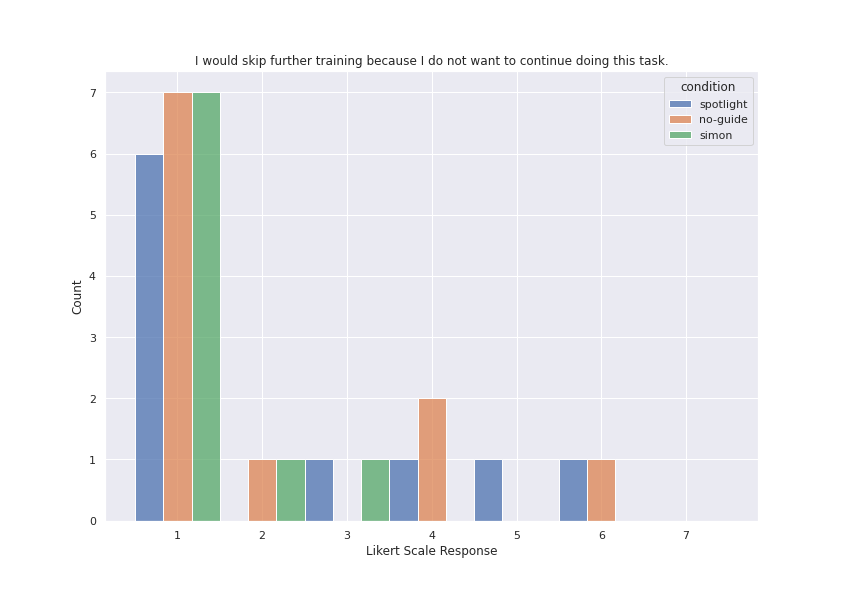 I would skip further training because I do not want to continue doing this task.
condition
spotlight
no-guide
simon
7
6
5
4
3
2
1
0
Count
1 2 3 4 5 6 7
Likert Scale Response